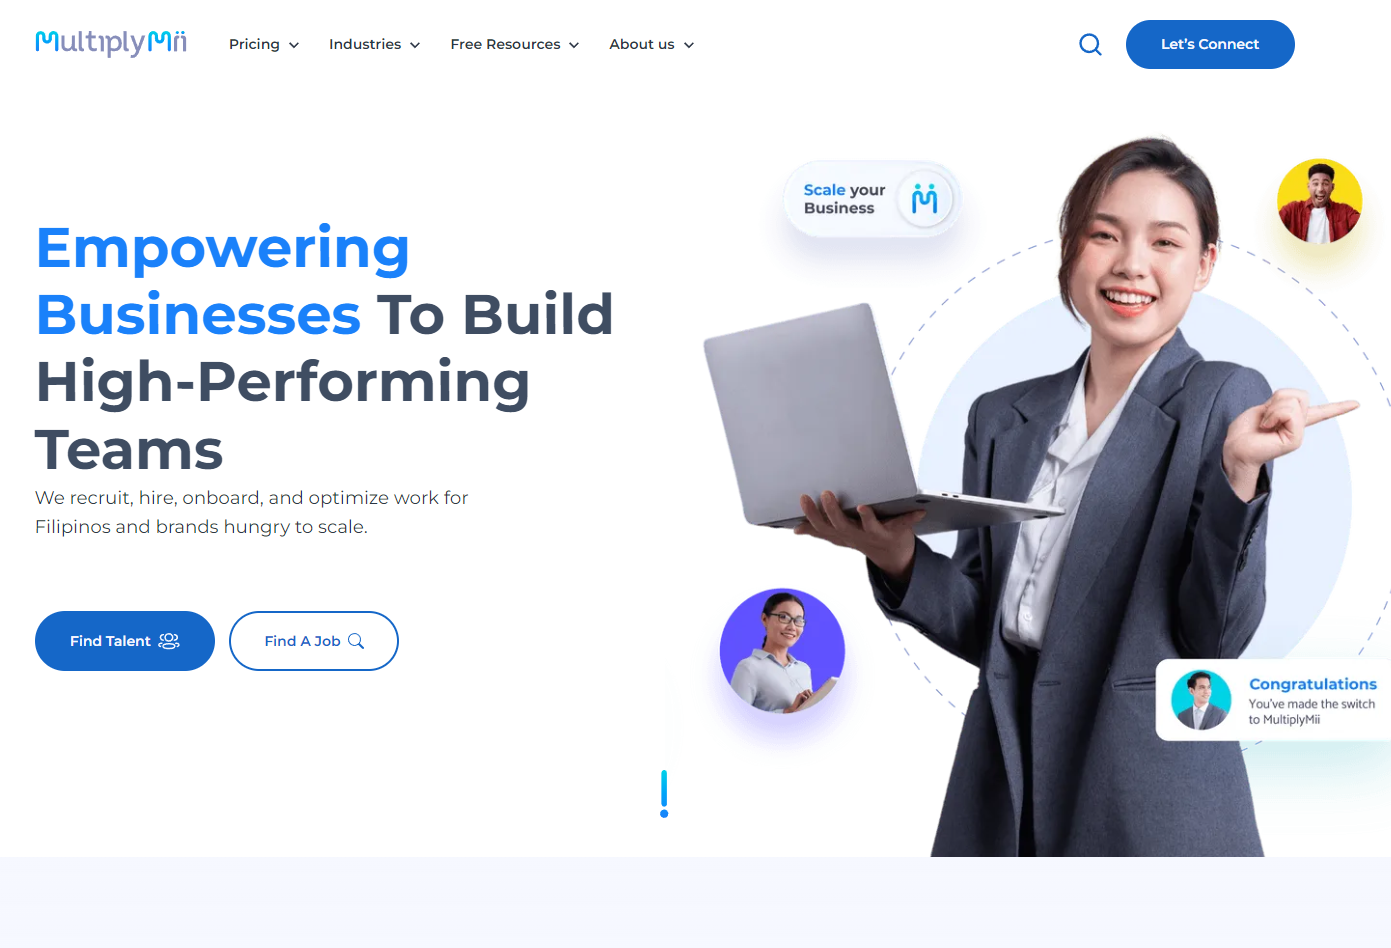 MultiplyMii
Pricing
Industries
Free Resources
About us
Let's Connect
Scale your
Business
Empowering
Businesses To Build
High-Performing
Teams
We recruit, hire, onboard, and optimize work for
Filipinos and brands hungry to scale.
Find Talent
Find A Job
Congratulations
You've made the switch
to MultiplyMii